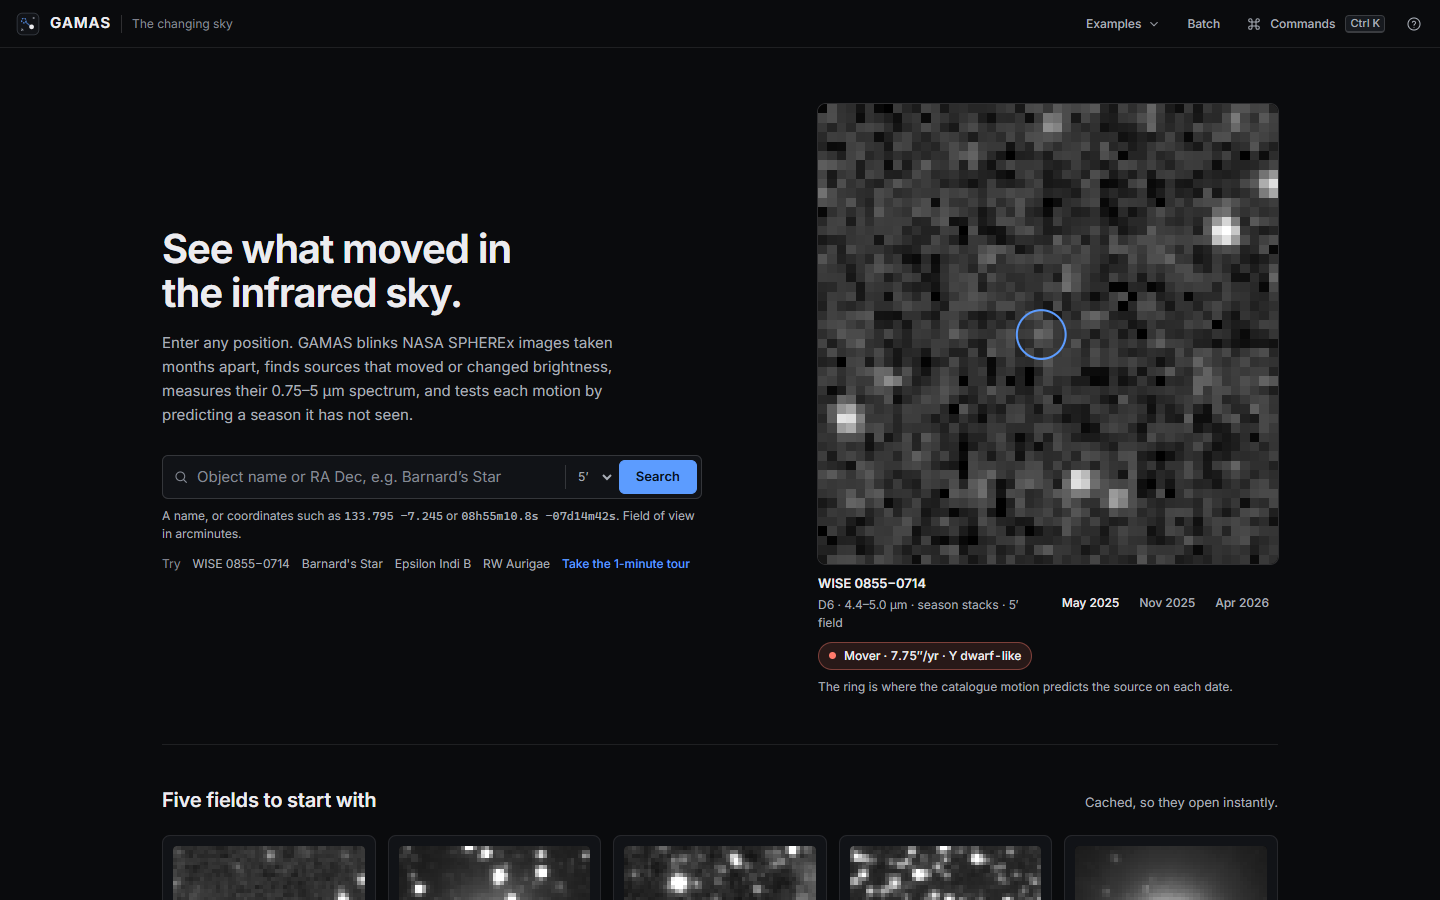 GAMAS
The changing sky
Examples
Batch
Commands
Ctrl K
See what moved in
the infrared sky.
Enter any position. GAMAS blinks NASA SPHEREx images taken
months apart, finds sources that moved or changed brightness,
measures their 0.75–5 µm spectrum, and tests each motion by
predicting a season it has not seen.
Object name or RA Dec, e.g. Barnard’s Star
5′
Search
A name, or coordinates such as 133.795 −7.245 or 08h55m10.8s −07d14m42s. Field of view
in arcminutes.
Try WISE 0855−0714 Barnard's Star Epsilon Indi B RW Aurigae Take the 1-minute tour
WISE 0855−0714
D6 · 4.4–5.0 µm · season stacks · 5′
field
May 2025 Nov 2025 Apr 2026
Mover · 7.75″/yr · Y dwarf-like
The ring is where the catalogue motion predicts the source on each date.
Five fields to start with
Cached, so they open instantly.